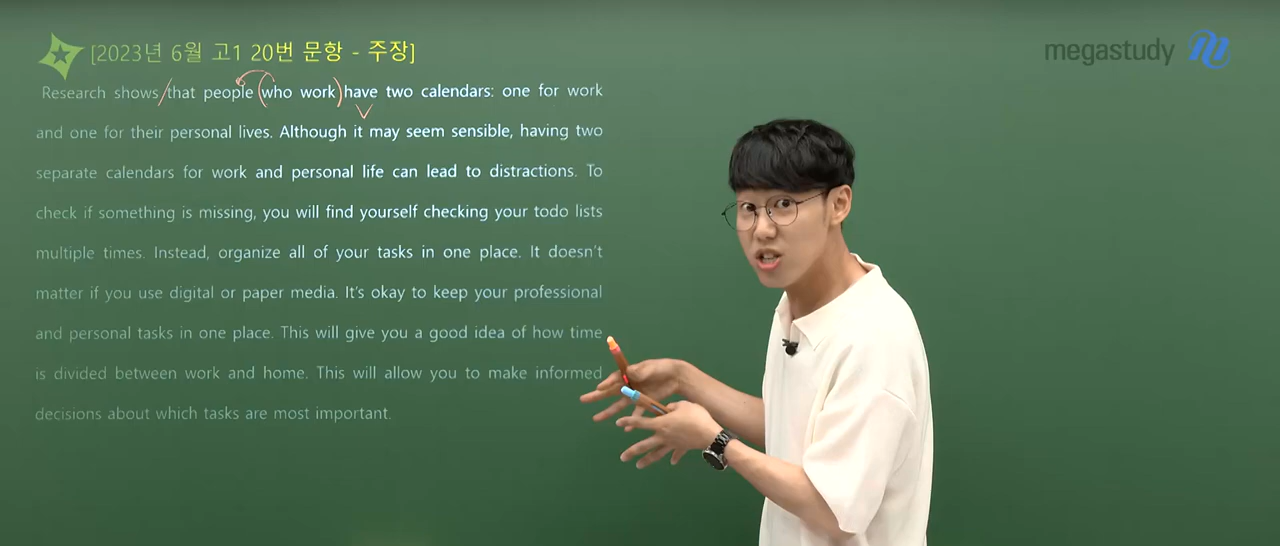 [2023년 6월 고1 20번 문항 - 주장]
megastudy
Research shows that people who work have two calendars: one for work
and one for their personal lives. Although it may seem sensible, having two
separate calendars for work and personal life can lead to distractions. To
check if something is missing, you will find yourself checking your todo lists
multiple times. Instead, organize all of your tasks in one place. It doesn't
matter if you use digital or paper media. It's okay to keep your professional
and personal tasks in one place. This will give you a good idea of how time
is divided between work and home. This will allow you to make informed
decisions about which tasks are most important.